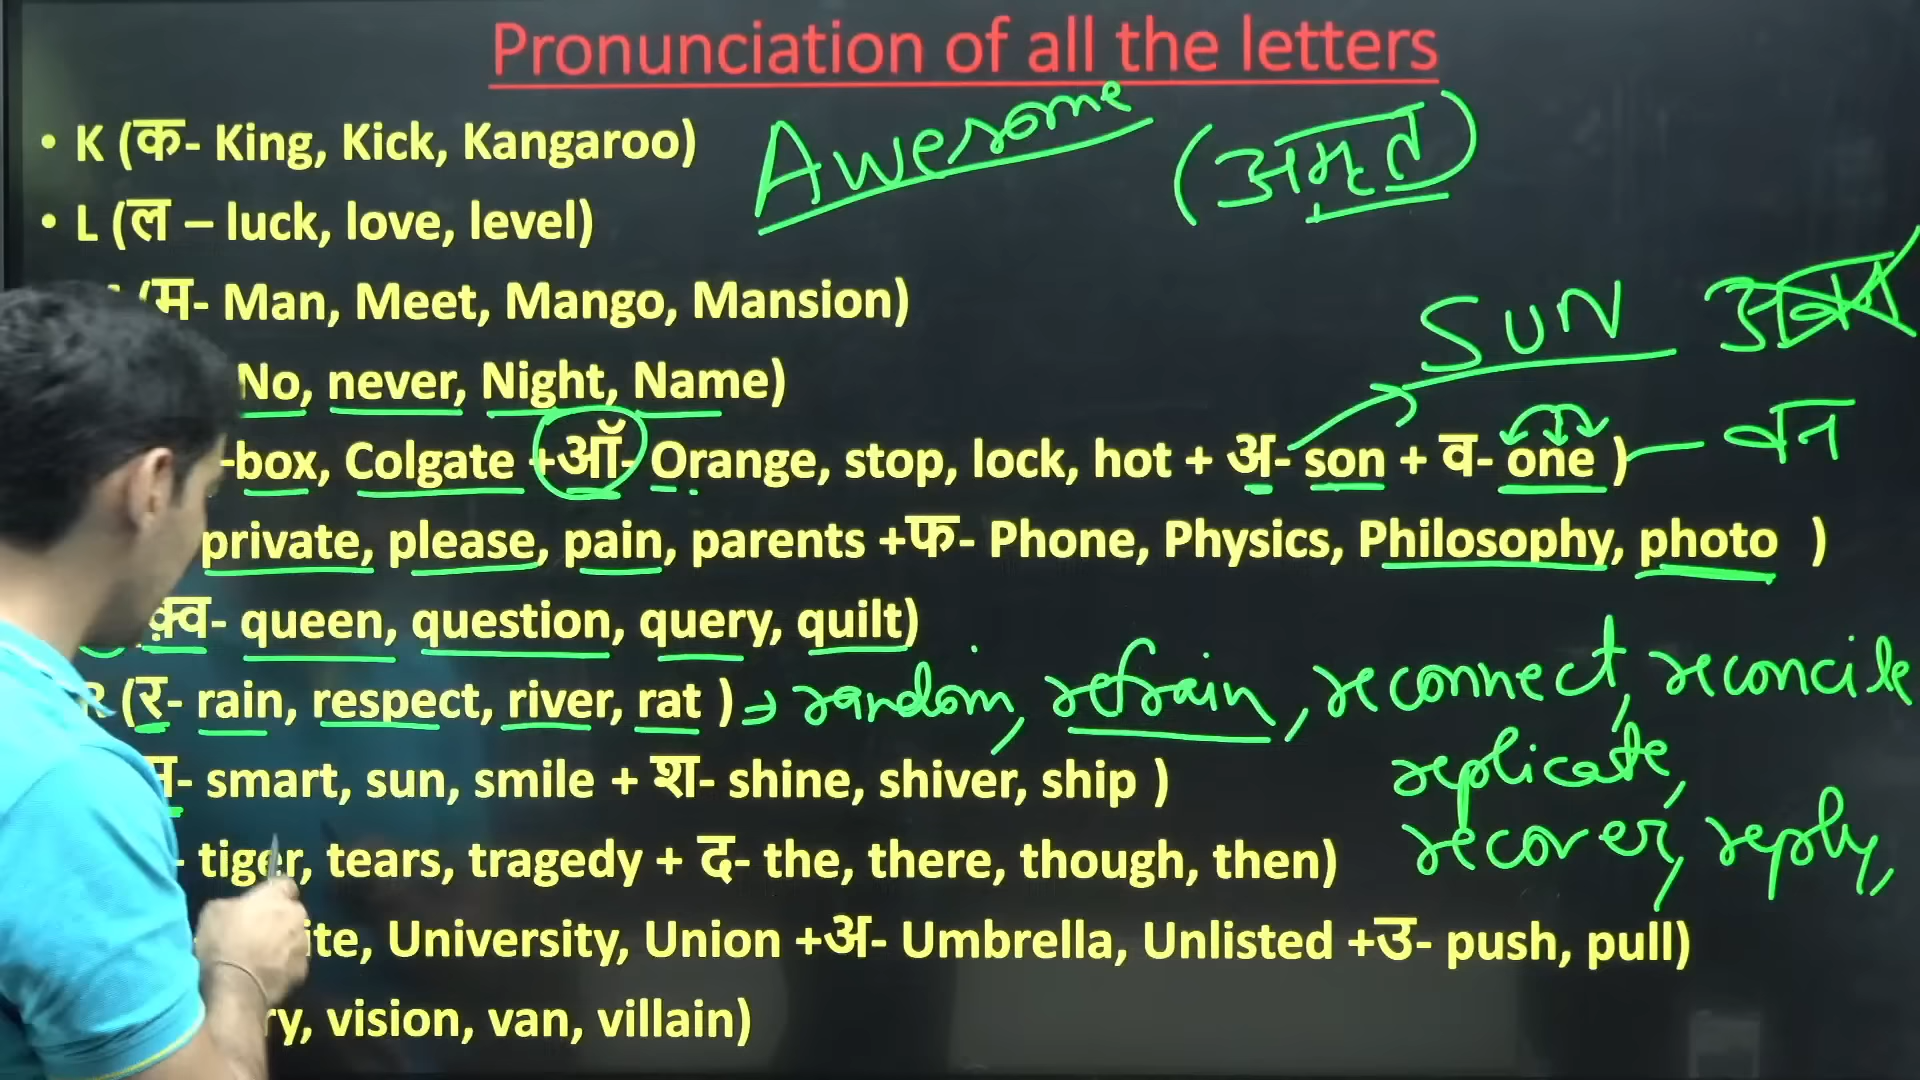 Pronunciation of all the letters
• K (क- King, Kick, Kangaroo)
Awesome (अमृत)
• L (ल – luck, love, level)
(म- Man, Meet, Mango, Mansion)
SUN
No, never, Night, Name)
-box, Colgate +ऑ- Orange, stop, lock, hot + अ- son + व- one ) — वन
private, please, pain, parents +फ- Phone, Physics, Philosophy, photo )
क़्व- queen, question, query, quilt)
R (र- rain, respect, river, rat ) → random, refrain, reconnect, reconcile
replicate,
- smart, sun, smile + श- shine, shiver, ship )
recover, reply,
- tiger, tears, tragedy + द- the, there, though, then)
ite, University, Union +अ- Umbrella, Unlisted +उ- push, pull)
ry, vision, van, villain)